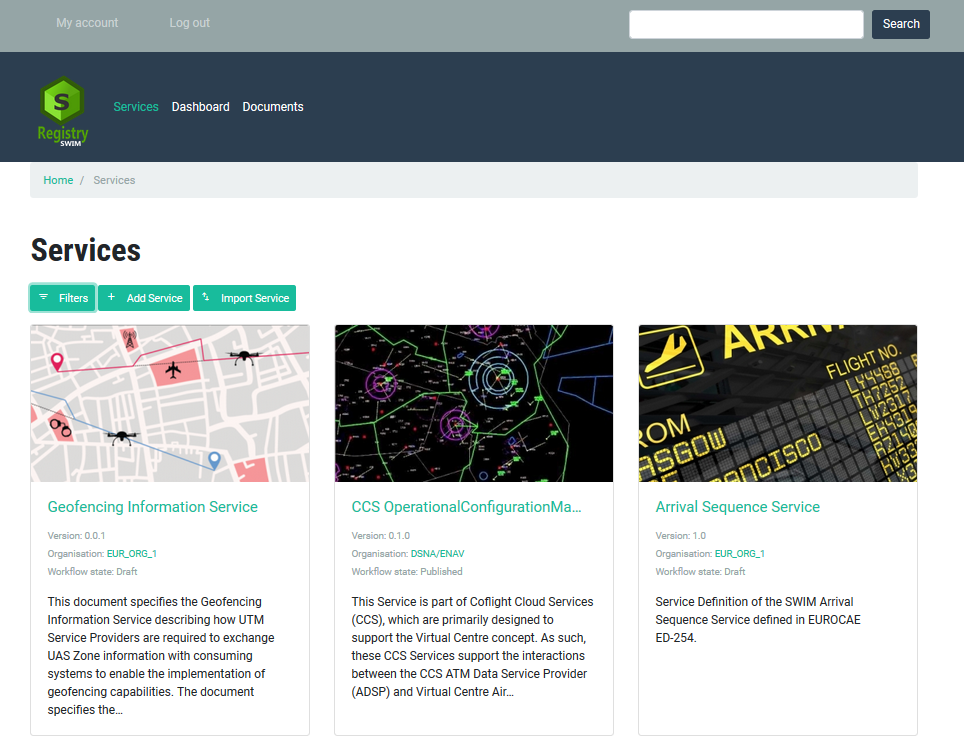 My account
Log out
Search
S
Registry
SWIM
Services
Dashboard
Documents
Home / Services
Services
Filters
Add Service
Import Service
ARRIVA
FLIGHT NO.
ROM
ASGOW
FRANCISCO
Geofencing Information Service
Version: 0.0.1
Organisation: EUR_ORG_1
Workflow state: Draft
This document specifies the Geofencing
Information Service describing how UTM
Service Providers are required to exchange
UAS Zone information with consuming
systems to enable the implementation of
geofencing capabilities. The document
specifies the...
CCS OperationalConfigurationMa...
Version: 0.1.0
Organisation: DSNA/ENAV
Workflow state: Published
This Service is part of Coflight Cloud Services
(CCS), which are primarily designed to
support the Virtual Centre concept. As such,
these CCS Services support the interactions
between the CCS ATM Data Service Provider
(ADSP) and Virtual Centre Air...
Arrival Sequence Service
Version: 1.0
Organisation: EUR_ORG_1
Workflow state: Draft
Service Definition of the SWIM Arrival
Sequence Service defined in EUROCAE
ED-254.